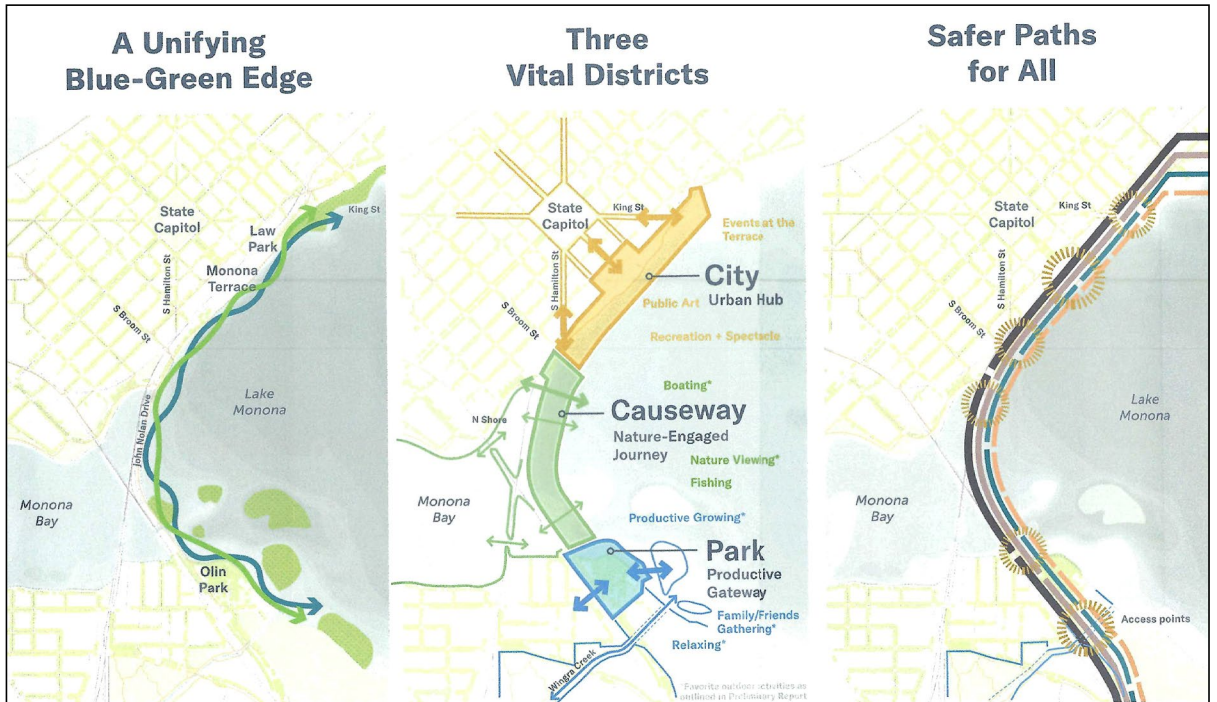 A Unifying
Blue-Green Edge
State
Capitol
King St
Law
Park
Monona
Terrace
S Hamilton St
S Broom St
Lake
Monona
John Nolan Drive
Monona
Bay
Olin
Park
Three
Vital Districts
State
Capitol
King St
Events at the
Terrace
S Hamilton St
City
Urban Hub
Public Art
S Broom St
Recreation + Spectacle
Boating*
Causeway
N Shore
Nature-Engaged
Journey
Nature Viewing*
Fishing
Monona
Bay
Productive Growing*
Park
Productive
Gateway
Family/Friends
Gathering*
Relaxing*
Wingra Creek
*Favorite outdoor activities as
outlined in Preliminary Report
Safer Paths
for All
State
Capitol
King St
S Hamilton St
S Broom St
Lake
Monona
Monona
Bay
Access points